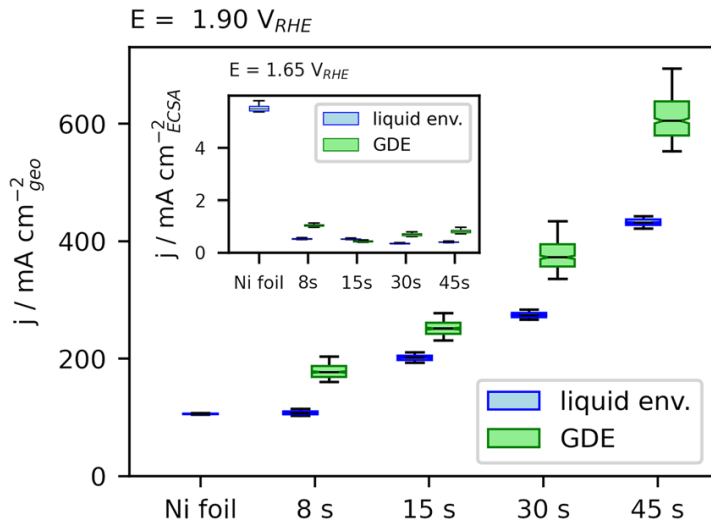 E = 1.90 V_RHE
E = 1.65 V_RHE
j / mA cm⁻²_geo
600
400
200
0
j / mA cm⁻²_ECSA
4
2
0
liquid env.
GDE
Ni foil 8s 15s 30s 45s
liquid env.
GDE
Ni foil 8 s 15 s 30 s 45 s